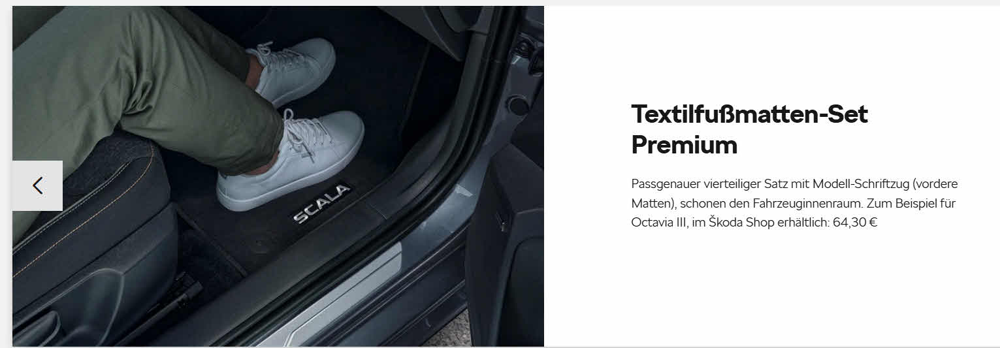 SCALA
Textilfußmatten-Set
Premium
Passgenauer vierteiliger Satz mit Modell-Schriftzug (vordere
Matten), schonen den Fahrzeuginnenraum. Zum Beispiel für
Octavia III, im Škoda Shop erhältlich: 64,30 €